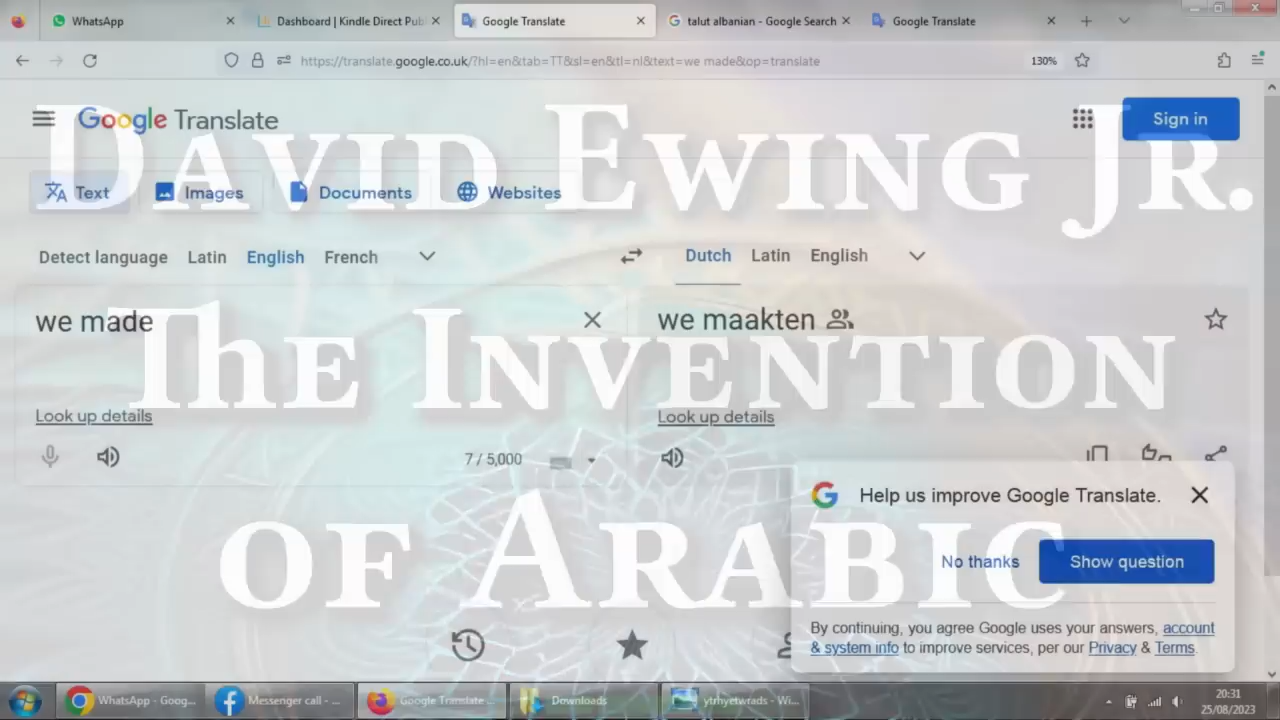 WhatsApp
Dashboard | Kindle Direct Publ
Google Translate
talut albanian - Google Search
Google Translate
https://translate.google.co.uk/?hl=en&tab=TT&sl=en&tl=nl&text=we made&op=translate
130%
Google Translate
Sign in
David Ewing Jr.
Text
Images
Documents
Websites
Detect language
Latin
English
French
Dutch
Latin
English
we made
we maakten
The Invention
Look up details
Look up details
7 / 5,000
of Arabic
Help us improve Google Translate.
No thanks
Show question
By continuing, you agree Google uses your answers, account
& system info to improve services, per our Privacy & Terms.
WhatsApp - Goog...
Messenger call - ...
Google Translate ...
Downloads
ytrhyetwrads - Wi...
20:31
25/08/2023